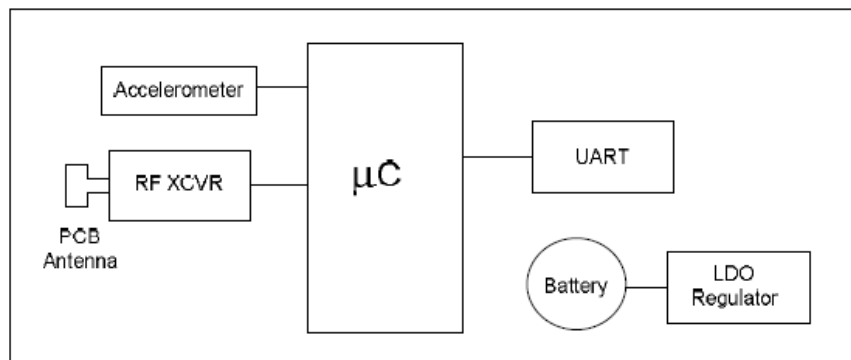 Accelerometer
RF XCVR
PCB
Antenna
μC
UART
Battery
LDO
Regulator